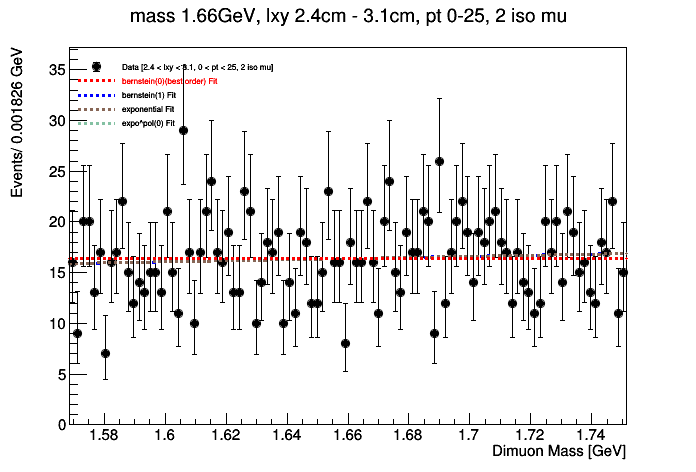 mass 1.66GeV, lxy 2.4cm - 3.1cm, pt 0-25, 2 iso mu
Events/ 0.001826 GeV
35
30
25
20
15
10
5
0
Data [2.4 < lxy < 3.1, 0 < pt < 25, 2 iso mu]
bernstein(0)(best order) Fit
bernstein(1) Fit
exponential Fit
expo*pol(0) Fit
1.58 1.6 1.62 1.64 1.66 1.68 1.7 1.72 1.74
Dimuon Mass [GeV]